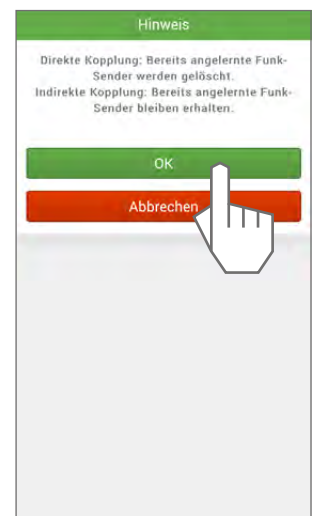 Hinweis
Direkte Kopplung: Bereits angelernte Funk-
Sender werden gelöscht.
Indirekte Kopplung: Bereits angelernte Funk-
Sender bleiben erhalten.
OK
Abbrechen